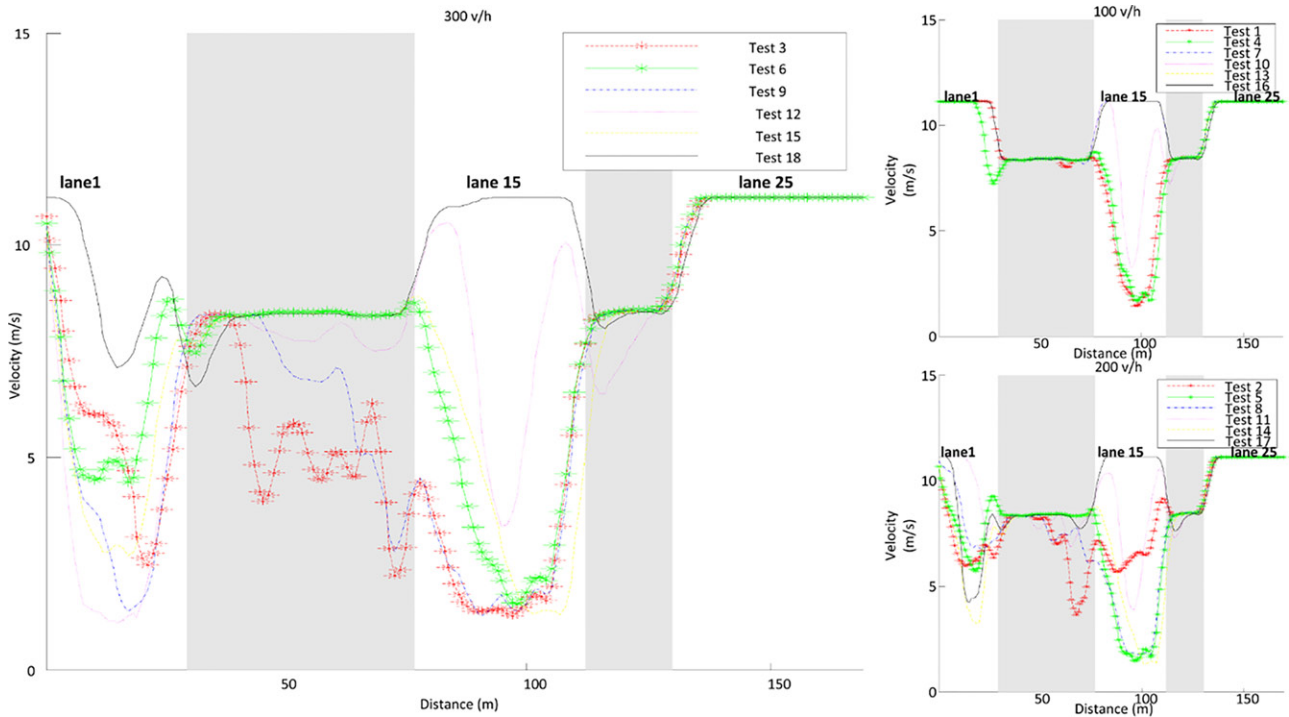 300 v/h
15
10
5
0
Velocity (m/s)
Test 3
Test 6
Test 9
Test 12
Test 15
Test 18
lane1
lane 15
lane 25
50
100
150
Distance (m)
100 v/h
15
10
5
0
Velocity
(m/s)
Test 1
Test 4
Test 7
Test 10
Test 13
Test 16
lane1
lane 15
lane 25
50
100
150
Distance (m)
200 v/h
15
10
5
0
Velocity
(m/s)
Test 2
Test 5
Test 8
Test 11
Test 14
Test 17
lane1
lane 15
lane 25
50
100
150
Distance (m)